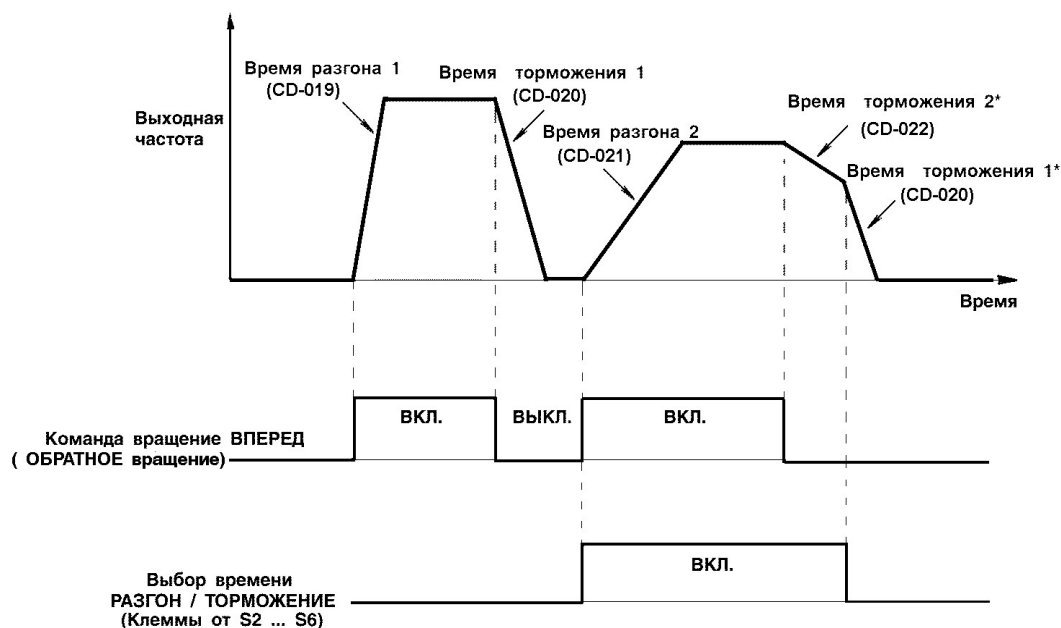 Время разгона 1
(CD-019)
Время торможения 1
(CD-020)
Выходная
частота
Время разгона 2
(CD-021)
Время торможения 2*
(CD-022)
Время торможения 1*
(CD-020)
Время
Команда вращение ВПЕРЕД
( ОБРАТНОЕ вращение)
ВКЛ.
ВЫКЛ.
ВКЛ.
Выбор времени
РАЗГОН / ТОРМОЖЕНИЕ
(Клеммы от S2 ... S6)
ВКЛ.